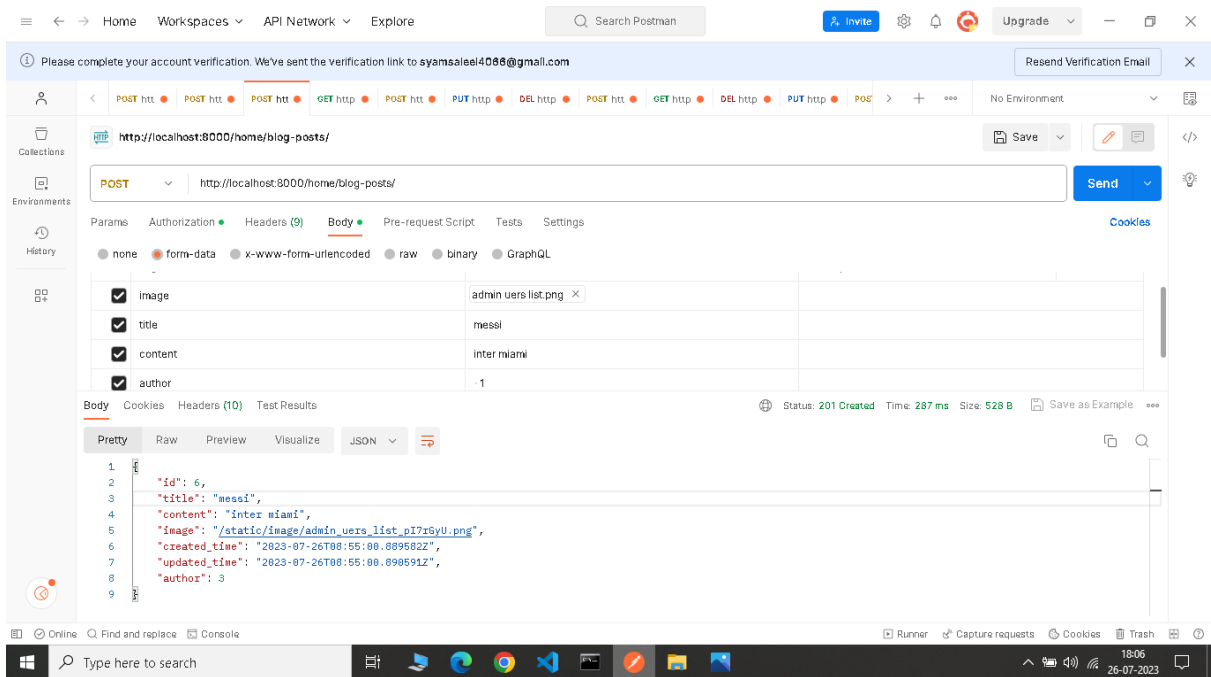 Home Workspaces API Network Explore Search Postman Invite Upgrade
Please complete your account verification. We've sent the verification link to syamsaleel4066@gmail.com Resend Verification Email
POST htt POST htt POST htt GET http POST htt PUT http DEL http POST htt GET http DEL http PUT http POS No Environment
HTTP http://localhost:8000/home/blog-posts/ Save
Collections
POST http://localhost:8000/home/blog-posts/ Send
Environments
Params Authorization Headers (9) Body Pre-request Script Tests Settings Cookies
History
none form-data x-www-form-urlencoded raw binary GraphQL
image admin uers list.png
title messi
content inter miami
author 1
Body Cookies Headers (10) Test Results Status: 201 Created Time: 287 ms Size: 528 B Save as Example
Pretty Raw Preview Visualize JSON
1 {
2 "id": 6,
3 "title": "messi",
4 "content": "inter miami",
5 "image": "/static/image/admin_uers_list_pI7rGyU.png",
6 "created_time": "2023-07-26T08:55:00.889582Z",
7 "updated_time": "2023-07-26T08:55:00.890591Z",
8 "author": 3
9 }
Online Find and replace Console Runner Capture requests Cookies Trash
Type here to search 18:06
26-07-2023